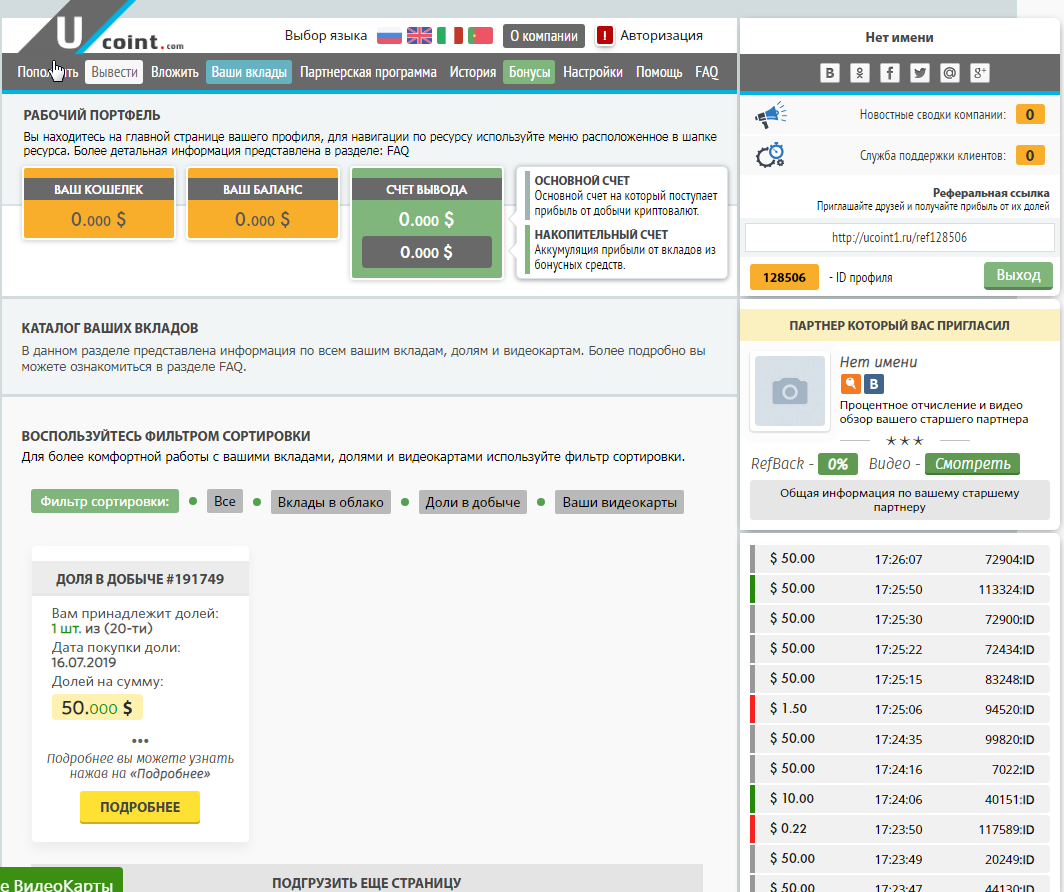 Ucoint.com
Выбор языка
О компании
! Авторизация
Вывести Вложить Ваши вклады Партнерская программа История Бонусы Настройки Помощь FAQ
РАБОЧИЙ ПОРТФЕЛЬ
Вы находитесь на главной странице вашего профиля, для навигации по ресурсу используйте меню расположенное в шапке
ресурса. Более детальная информация представлена в разделе: FAQ
ВАШ КОШЕЛЕК
0.000 $
ВАШ БАЛАНС
0.000 $
СЧЕТ ВЫВОДА
0.000 $
0.000 $
ОСНОВНОЙ СЧЕТ
Основной счет на который поступает
прибыль от добычи криптовалют.
НАКОПИТЕЛЬНЫЙ СЧЕТ
Аккумуляция прибыли от вкладов из
бонусных средств.
КАТАЛОГ ВАШИХ ВКЛАДОВ
В данном разделе представлена информация по всем вашим вкладам, долям и видеокартам. Более подробно вы
можете ознакомиться в разделе FAQ.
ВОСПОЛЬЗУЙТЕСЬ ФИЛЬТРОМ СОРТИРОВКИ
Для более комфортной работы с вашими вкладами, долями и видеокартами используйте фильтр сортировки.
Фильтр сортировки: Все Вклады в облако Доли в добыче Ваши видеокарты
ДОЛЯ В ДОБЫЧЕ #191749
Вам принадлежит долей:
1 шт. из (20-ти)
Дата покупки доли:
16.07.2019
Долей на сумму:
50.000 $
•••
Подробнее вы можете узнать
нажав на «Подробнее»
ПОДРОБНЕЕ
е ВидеоКарты
ПОДГРУЗИТЬ ЕЩЕ СТРАНИЦУ
Нет имени
В f @ g+
Новостные сводки компании: 0
Служба поддержки клиентов: 0
Реферальная ссылка
Приглашайте друзей и получайте прибыль от их долей
http://ucoint1.ru/ref128506
128506 - ID профиля
Выход
ПАРТНЕР КОТОРЫЙ ВАС ПРИГЛАСИЛ
Нет имени
В
Процентное отчисление и видео
обзор вашего старшего партнера
RefBack - 0% Видео - Смотреть
Общая информация по вашему старшему
партнеру
$ 50.00 17:26:07 72904:ID
$ 50.00 17:25:50 113324:ID
$ 50.00 17:25:30 72900:ID
$ 50.00 17:25:22 72434:ID
$ 50.00 17:25:15 83248:ID
$ 1.50 17:25:06 94520:ID
$ 50.00 17:24:35 99820:ID
$ 50.00 17:24:16 7022:ID
$ 10.00 17:24:06 40151:ID
$ 0.22 17:23:50 117589:ID
$ 50.00 17:23:49 20249:ID
$ 50.00 17:23:47 44130:ID